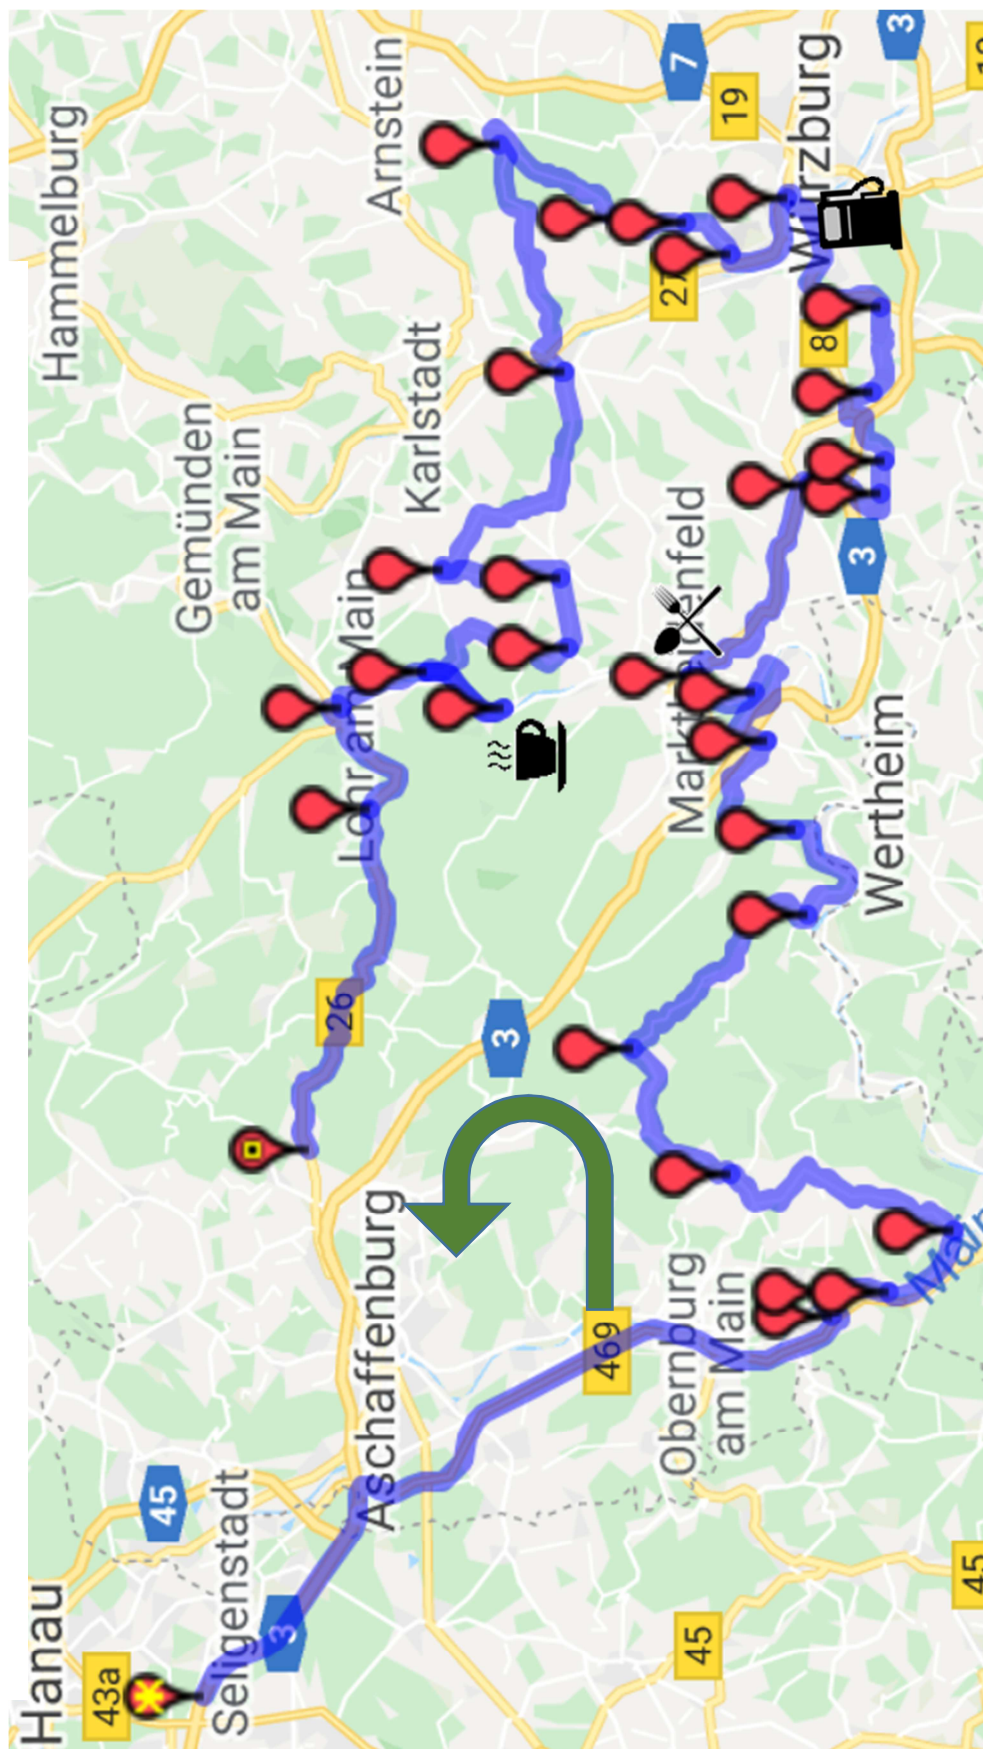 Hanau
Hammelburg
43a
45
Gemünden
am Main
Seligenstadt
3
26
Lohr am Main
Aschaffenburg
Arnstein
Karlstadt
3
469
27
Obernburg
am Main
7
Marktheidenfeld
45
19
Würzburg
8
3
Wertheim
3
Main
45